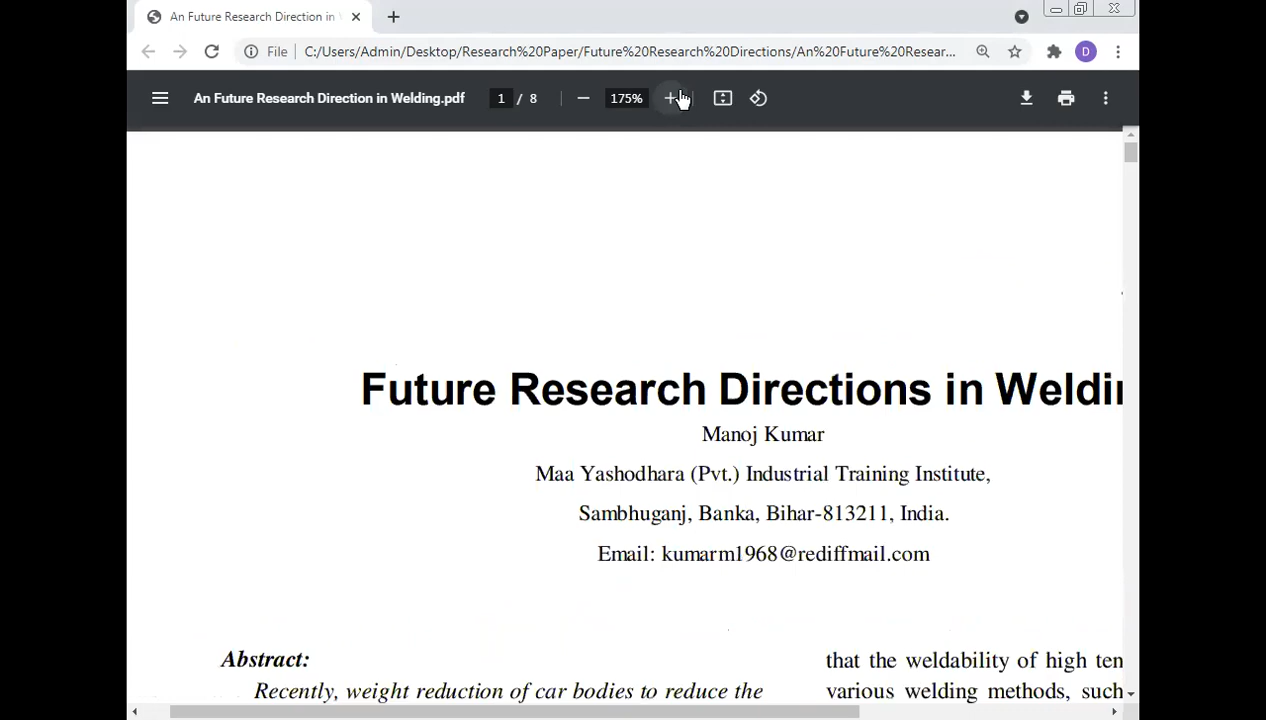 An Future Research Direction in
File
C:/Users/Admin/Desktop/Research%20Paper/Future%20Research%20Directions/An%20Future%20Resear...
D
An Future Research Direction in Welding.pdf
1 / 8
175%
Future Research Directions in Weldin
Manoj Kumar
Maa Yashodhara (Pvt.) Industrial Training Institute,
Sambhuganj, Banka, Bihar-813211, India.
Email: kumarm1968@rediffmail.com
Abstract:
Recently, weight reduction of car bodies to reduce the
that the weldability of high ten
various welding methods, such